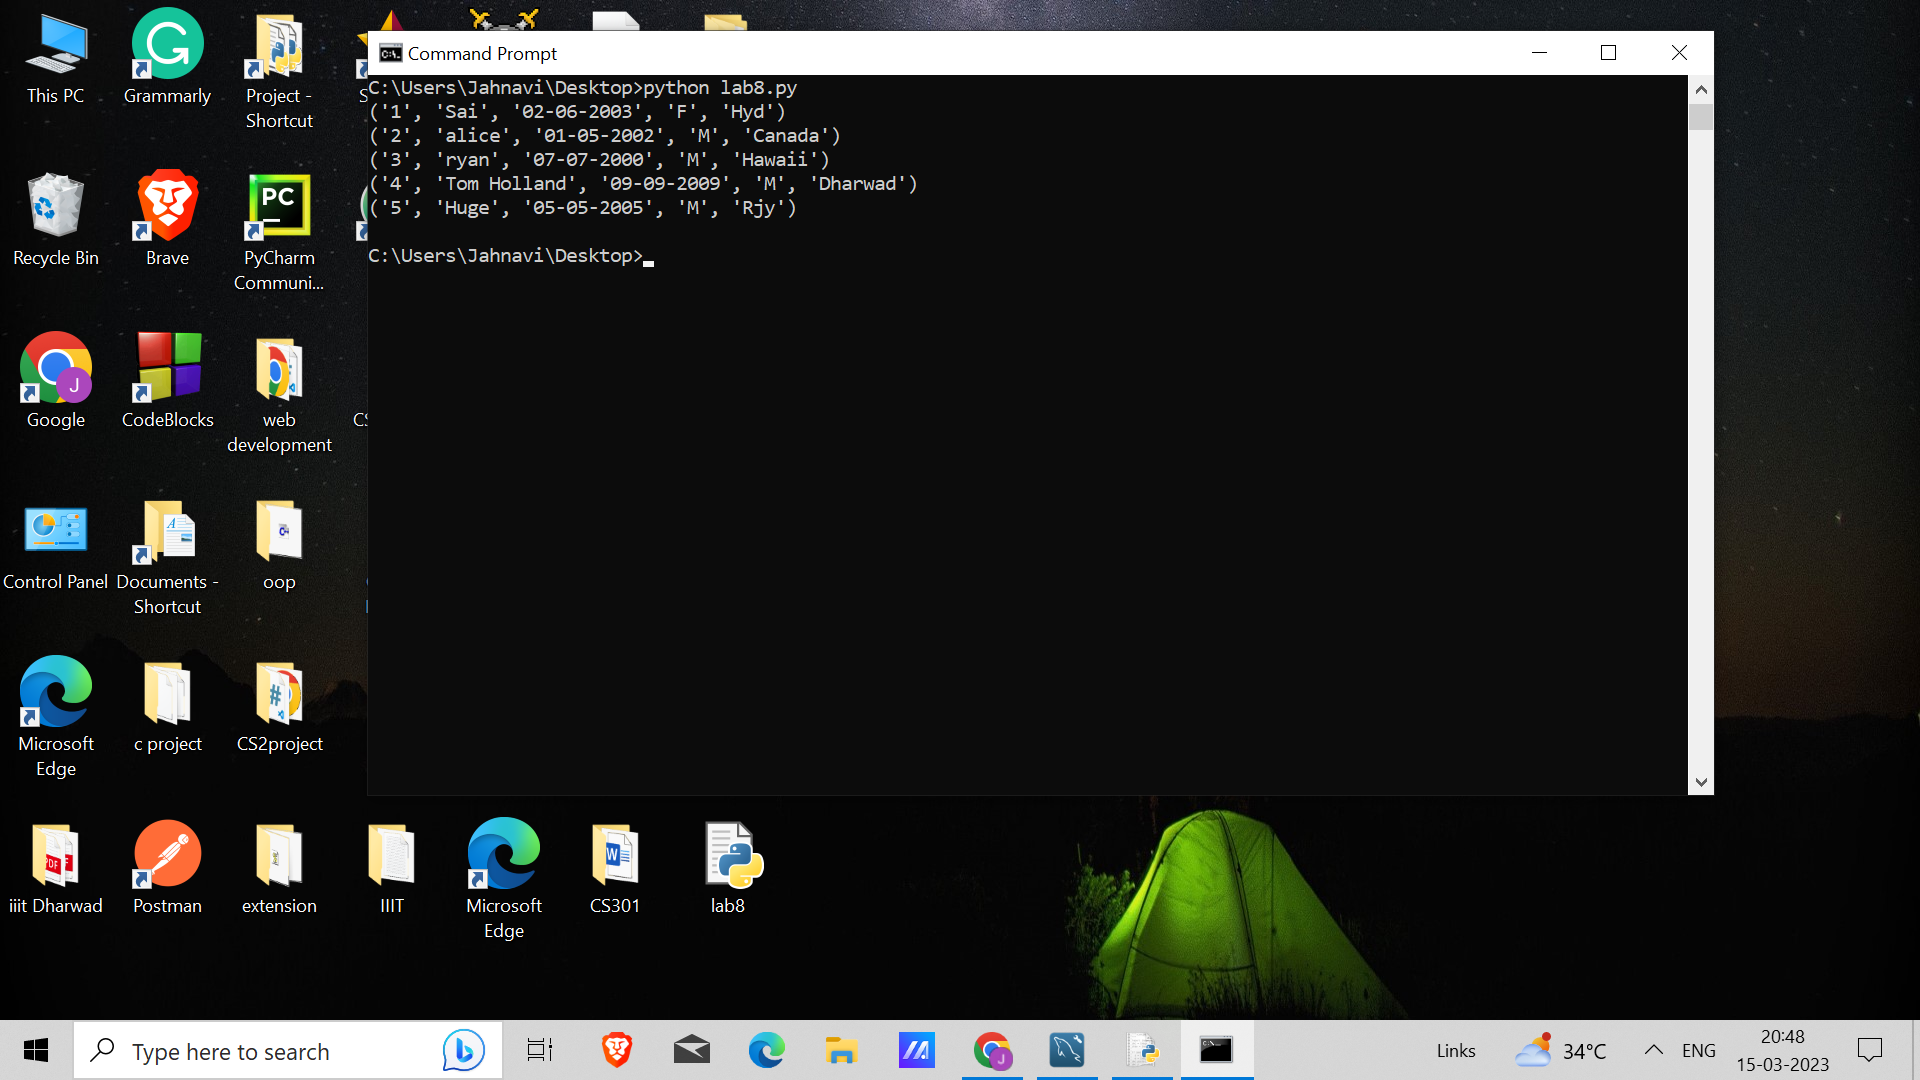 Command Prompt
C:\Users\Jahnavi\Desktop>python lab8.py
('1', 'Sai', '02-06-2003', 'F', 'Hyd')
('2', 'alice', '01-05-2002', 'M', 'Canada')
('3', 'ryan', '07-07-2000', 'M', 'Hawaii')
('4', 'Tom Holland', '09-09-2009', 'M', 'Dharwad')
('5', 'Huge', '05-05-2005', 'M', 'Rjy')
C:\Users\Jahnavi\Desktop>
This PC
Grammarly
Project -
Shortcut
Recycle Bin
Brave
PyCharm
Communi...
Google
CodeBlocks
web
development
Control Panel
Documents -
Shortcut
oop
Microsoft
Edge
c project
CS2project
iiit Dharwad
Postman
extension
IIIT
Microsoft
Edge
CS301
lab8
Type here to search
Links
34°C
ENG
20:48
15-03-2023